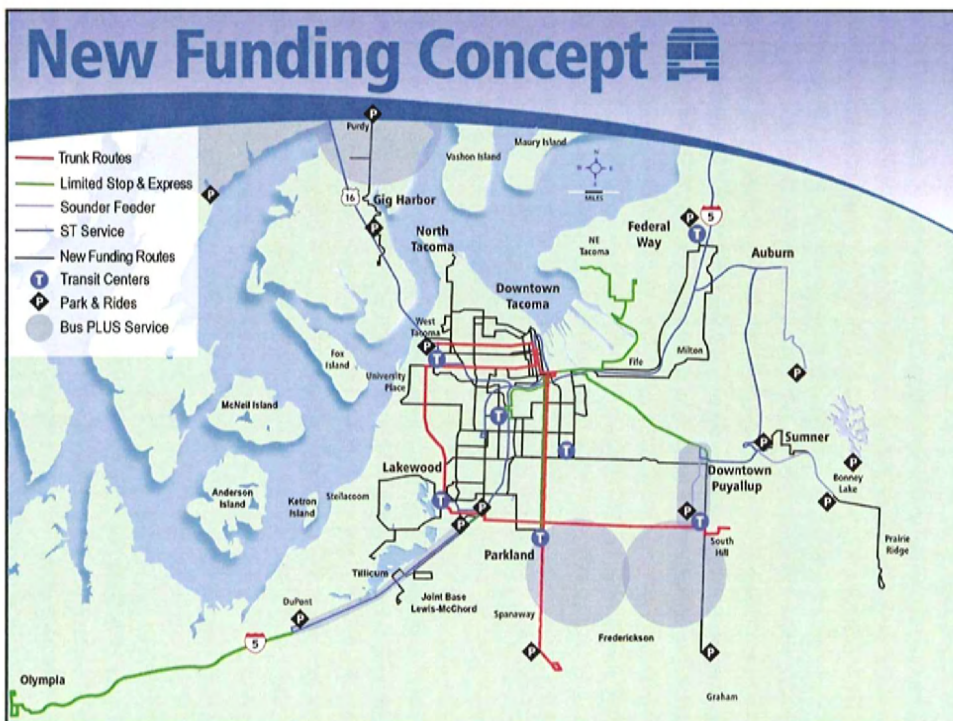 New Funding Concept
Trunk Routes
Limited Stop & Express
Sounder Feeder
ST Service
New Funding Routes
T Transit Centers
P Park & Rides
Bus PLUS Service
P
Purdy
P
16
Gig Harbor
P
North
Tacoma
Vashon Island
Maury Island
N
S
MILES
NE
Tacoma
Federal
Way
P
T
5
Auburn
Downtown
Tacoma
West
Tacoma
P
T
University
Place
Fox
Island
Fife
Milton
P
McNeil Island
T
T
P
Sumner
Lakewood
Downtown
Puyallup
P
Bonney
Lake
Anderson
Island
Ketron
Island
Steilacoom
T
P
P
P
T
P
South
Hill
Prairie
Ridge
Parkland
T
Tillicum
Joint Base
Lewis-McChord
DuPont
P
Spanaway
Frederickson
5
P
P
Olympia
Graham